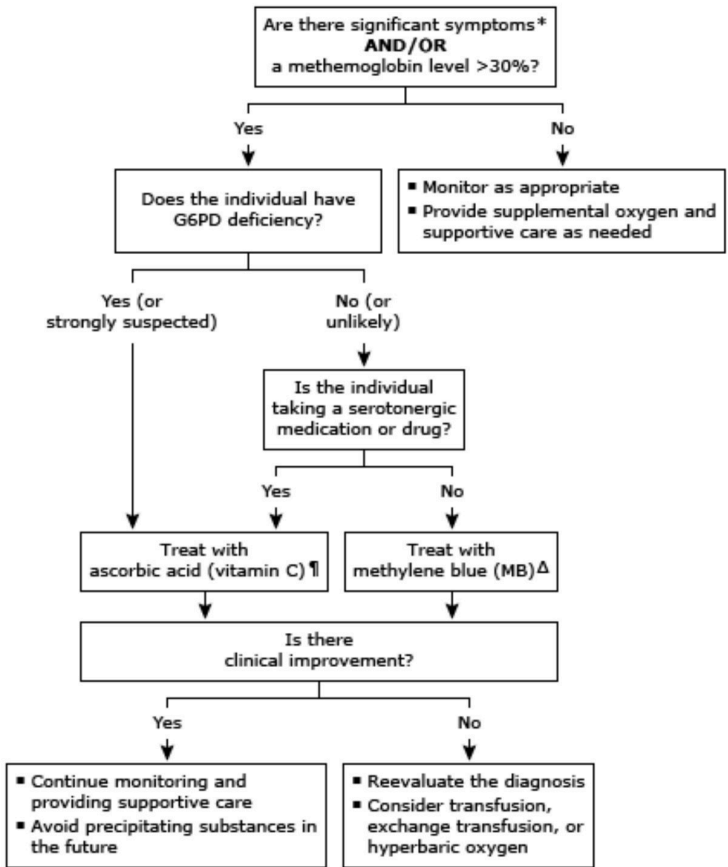 Are there significant symptoms*
AND/OR
a methemoglobin level >30%?
Yes
No
Does the individual have
G6PD deficiency?
▪ Monitor as appropriate
▪ Provide supplemental oxygen and
supportive care as needed
Yes (or
strongly suspected)
No (or
unlikely)
Is the individual
taking a serotonergic
medication or drug?
Yes
No
Treat with
ascorbic acid (vitamin C)¶
Treat with
methylene blue (MB)Δ
Is there
clinical improvement?
Yes
No
▪ Continue monitoring and
providing supportive care
▪ Avoid precipitating substances in
the future
▪ Reevaluate the diagnosis
▪ Consider transfusion,
exchange transfusion, or
hyperbaric oxygen